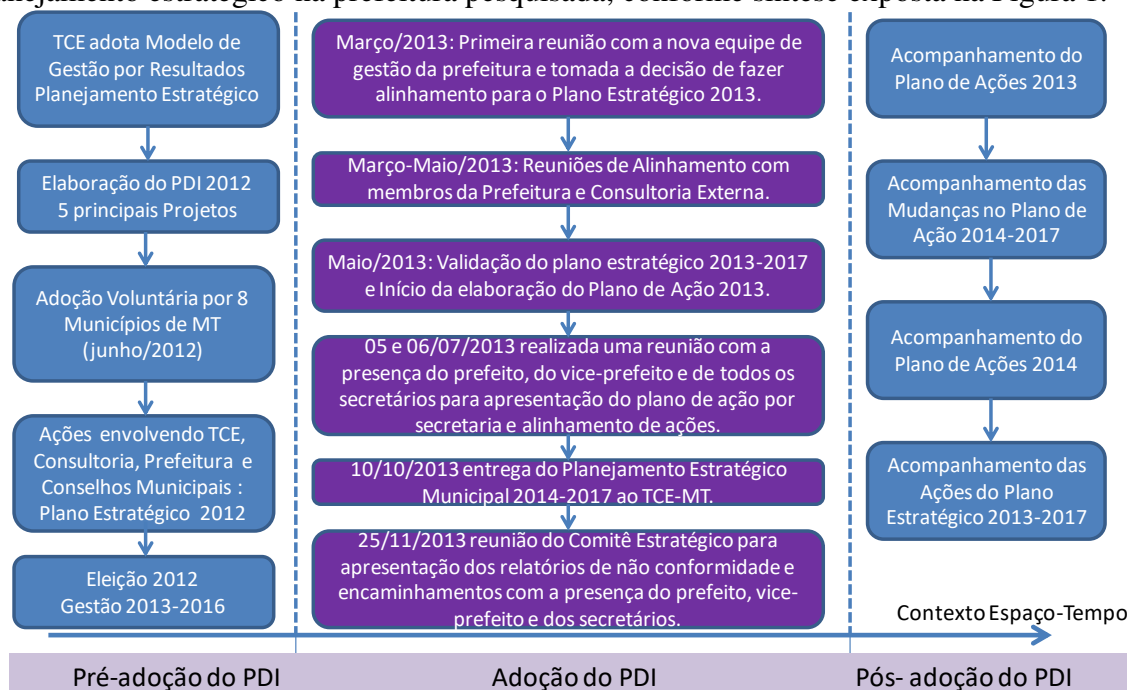 anejamento estratégico na prefeitura pesquisada, conforme síntese exposta na Figura 1.
TCE adota Modelo de
Gestão por Resultados
Planejamento Estratégico
Elaboração do PDI 2012
5 principais Projetos
Adoção Voluntária por 8
Municípios de MT
(junho/2012)
Ações envolvendo TCE,
Consultoria, Prefeitura e
Conselhos Municipais :
Plano Estratégico 2012
Eleição 2012
Gestão 2013-2016
Março/2013: Primeira reunião com a nova equipe de
gestão da prefeitura e tomada a decisão de fazer
alinhamento para o Plano Estratégico 2013.
Março-Maio/2013: Reuniões de Alinhamento com
membros da Prefeitura e Consultoria Externa.
Maio/2013: Validação do plano estratégico 2013-2017
e Início da elaboração do Plano de Ação 2013.
05 e 06/07/2013 realizada uma reunião com a
presença do prefeito, do vice-prefeito e de todos os
secretários para apresentação do plano de ação por
secretaria e alinhamento de ações.
10/10/2013 entrega do Planejamento Estratégico
Municipal 2014-2017 ao TCE-MT.
25/11/2013 reunião do Comitê Estratégico para
apresentação dos relatórios de não conformidade e
encaminhamentos com a presença do prefeito, vice-
prefeito e dos secretários.
Acompanhamento do
Plano de Ações 2013
Acompanhamento das
Mudanças no Plano de
Ação 2014-2017
Acompanhamento do
Plano de Ações 2014
Acompanhamento das
Ações do Plano
Estratégico 2013-2017
Contexto Espaço-Tempo
Pré-adoção do PDI
Adoção do PDI
Pós- adoção do PDI